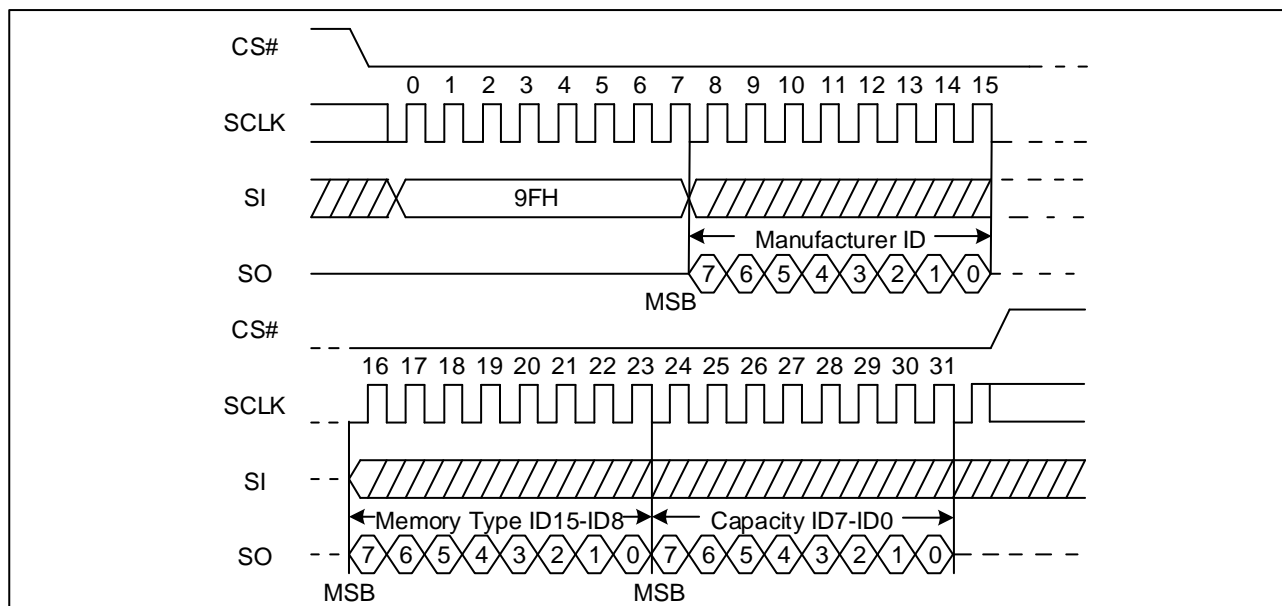 CS#
0 1 2 3 4 5 6 7 8 9 10 11 12 13 14 15
SCLK
SI 9FH
Manufacturer ID
SO 7 6 5 4 3 2 1 0
MSB
CS#
16 17 18 19 20 21 22 23 24 25 26 27 28 29 30 31
SCLK
SI
Memory Type ID15-ID8 Capacity ID7-ID0
SO 7 6 5 4 3 2 1 0 7 6 5 4 3 2 1 0
MSB MSB